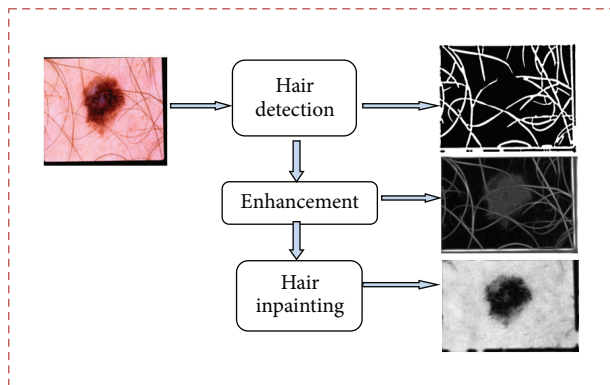 Hair
detection
Enhancement
Hair
inpainting